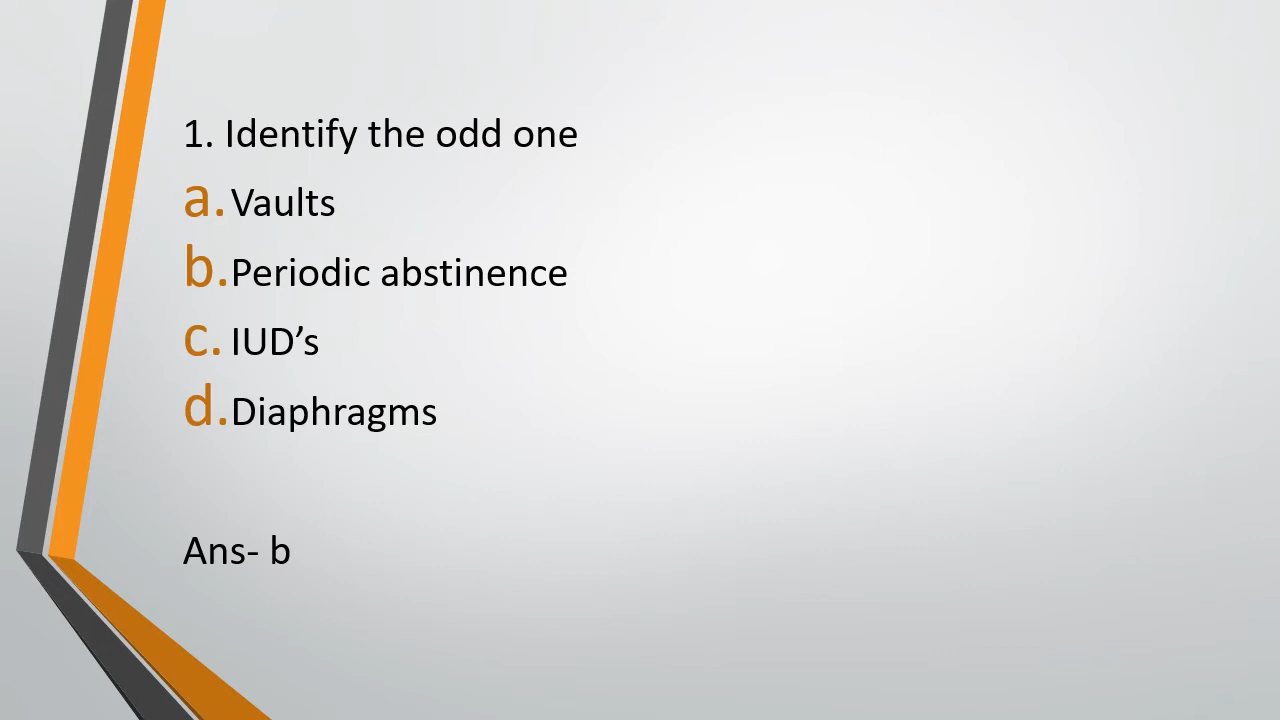 1. Identify the odd one
a. Vaults
b. Periodic abstinence
c. IUD’s
d. Diaphragms
Ans- b